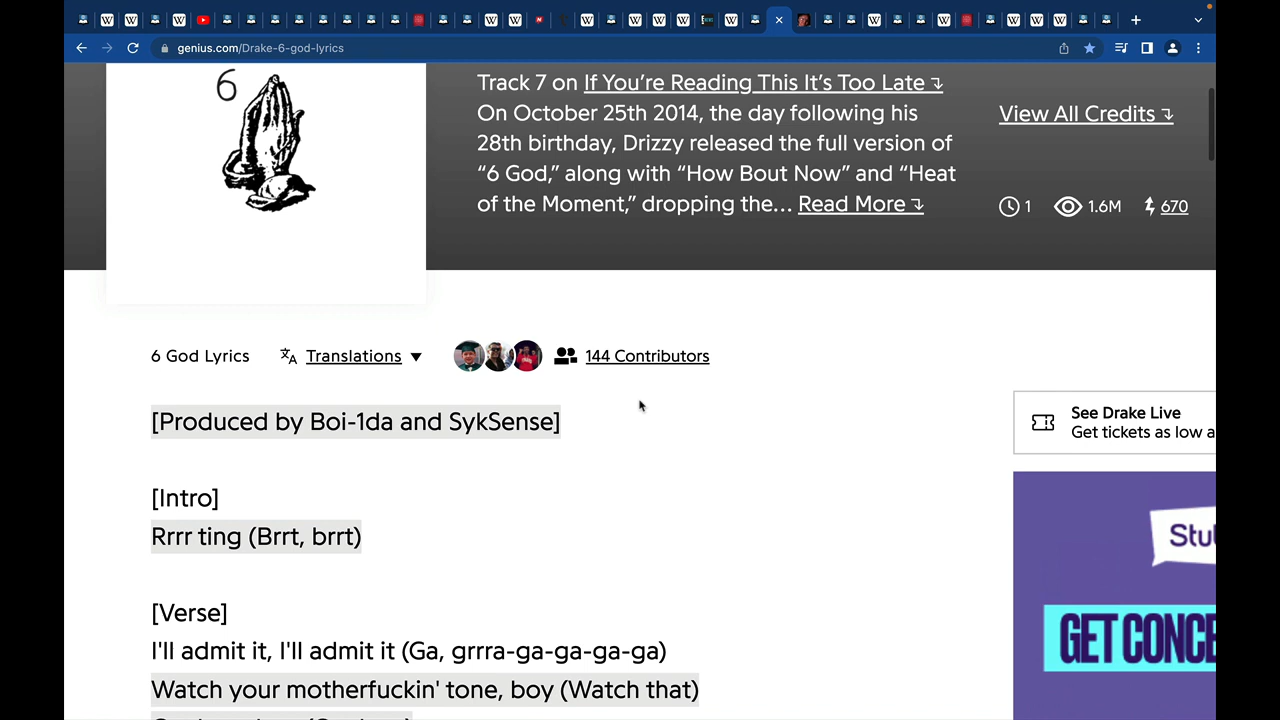 genius.com/Drake-6-god-lyrics
6
Track 7 on If You're Reading This It's Too Late
On October 25th 2014, the day following his
28th birthday, Drizzy released the full version of
“6 God,” along with “How Bout Now” and “Heat
of the Moment,” dropping the... Read More
View All Credits
1 1.6M 670
6 God Lyrics Translations 144 Contributors
[Produced by Boi-1da and SykSense]
[Intro]
Rrrr ting (Brrt, brrt)
[Verse]
I'll admit it, I'll admit it (Ga, grrra-ga-ga-ga-ga)
Watch your motherfuckin' tone, boy (Watch that)
See Drake Live
Get tickets as low a
Stu
GET CONCE